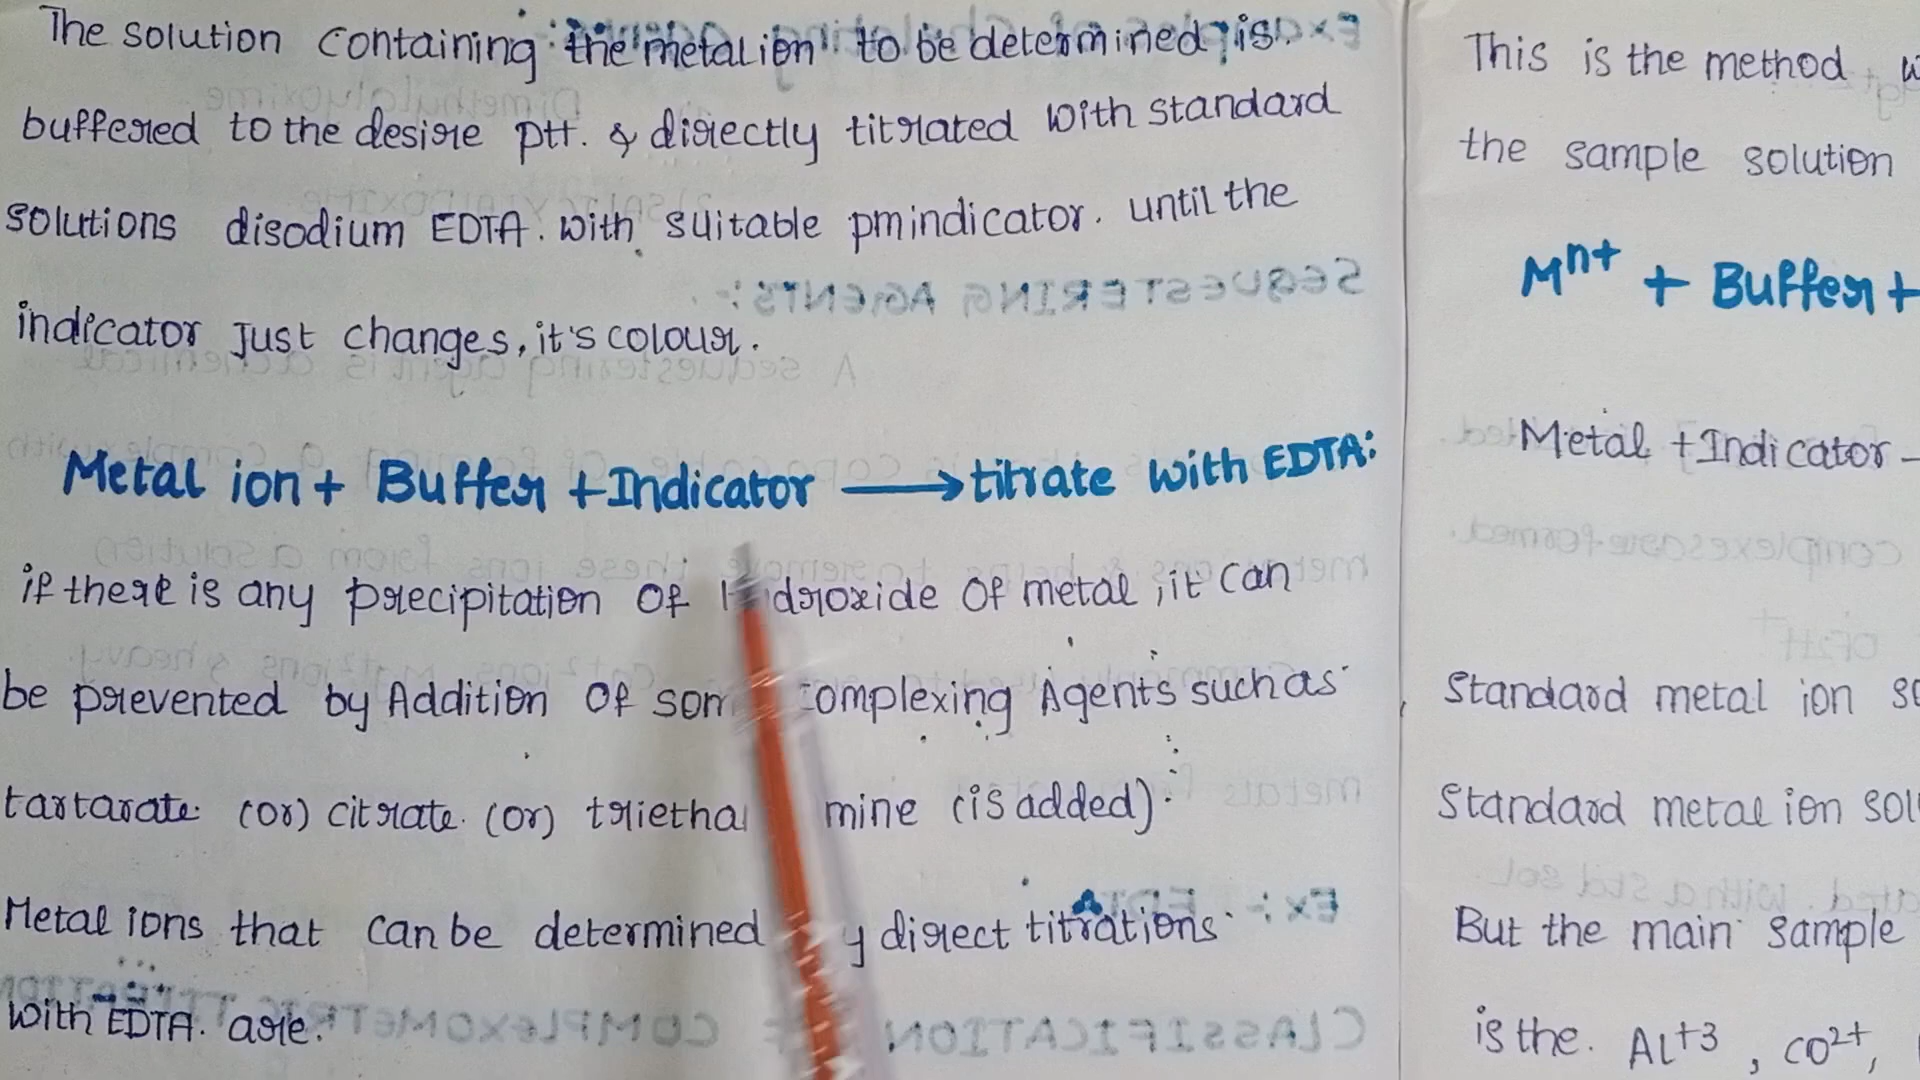 The solution containing the metal ion to be determined is
buffered to the desire PH. & directly titrated with standard
solutions disodium EDTA. with suitable pmindicator. until the
indicator Just changes, it's colour.
Metal ion + Buffer + Indicator ⟶ titrate with EDTA:
if there is any precipitation of of metal, it can
be prevented by Addition of complexing Agents such as
tartarate (or) citrate. (or) (is added).
Metal ions that can be determined direct titrations
with EDTA. are.
This is the method
the sample solution
Mⁿ⁺ + Buffer +
Metal + Indicator
Standard metal ion
Standard metal ion
But the main sample
is the. Al⁺³, CO²⁺,